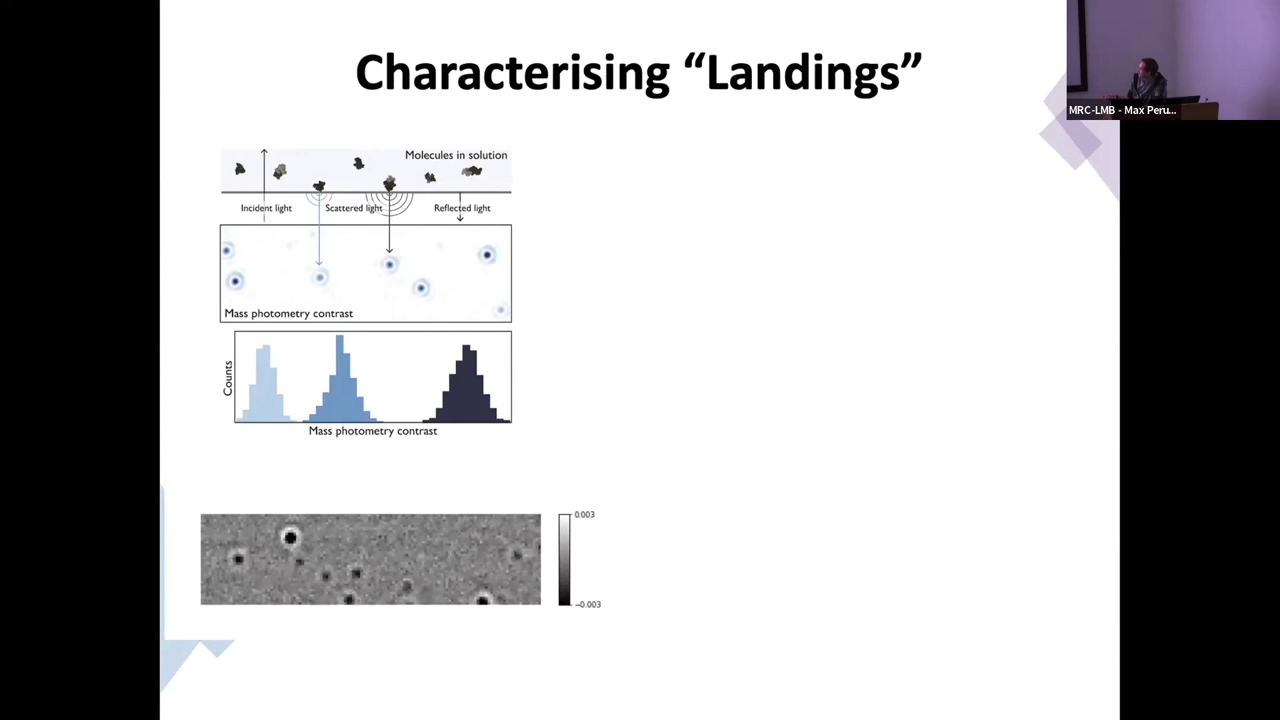 Characterising “Landings”
MRC-LMB - Max Peru...
Molecules in solution
Incident light
Scattered light
Reflected light
Mass photometry contrast
Counts
Mass photometry contrast
0.003
−0.003